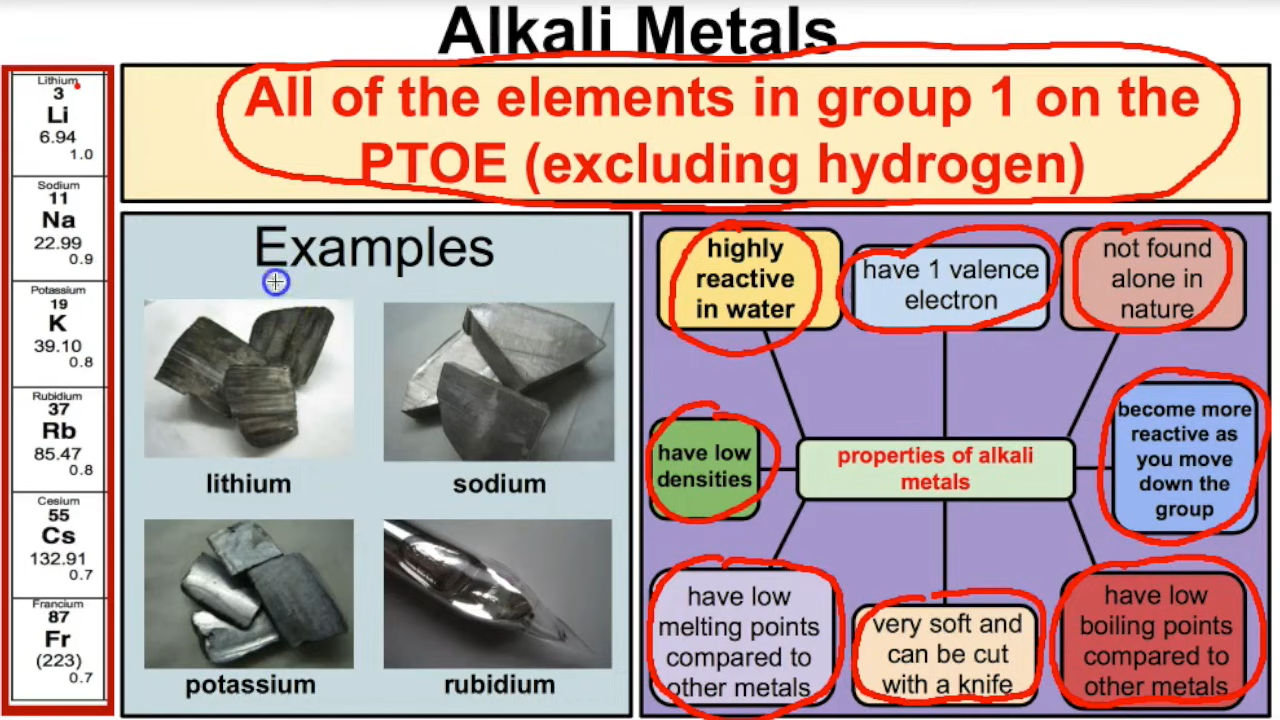 Alkali Metals
All of the elements in group 1 on the
PTOE (excluding hydrogen)
Lithium
3
Li
6.94
1.0
Sodium
11
Na
22.99
0.9
Potassium
19
K
39.10
0.8
Rubidium
37
Rb
85.47
0.8
Cesium
55
Cs
132.91
0.7
Francium
87
Fr
(223)
0.7
Examples
lithium
sodium
potassium
rubidium
highly
reactive
in water
have 1 valence
electron
not found
alone in
nature
have low
densities
properties of alkali
metals
become more
reactive as
you move
down the
group
have low
melting points
compared to
other metals
very soft and
can be cut
with a knife
have low
boiling points
compared to
other metals